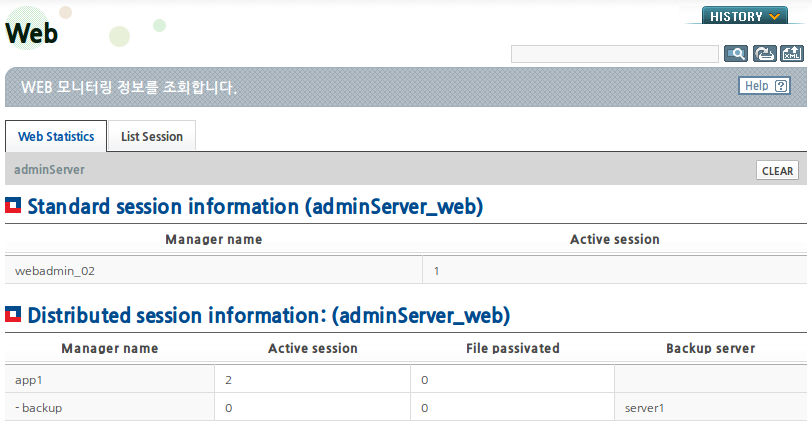 Web
HISTORY
XML
WEB 모니터링 정보를 조회합니다.
Help ?
Web Statistics List Session
adminServer CLEAR
Standard session information (adminServer_web)
Manager name Active session
webadmin_02 1
Distributed session information: (adminServer_web)
Manager name Active session File passivated Backup server
app1 2 0
- backup 0 0 server1